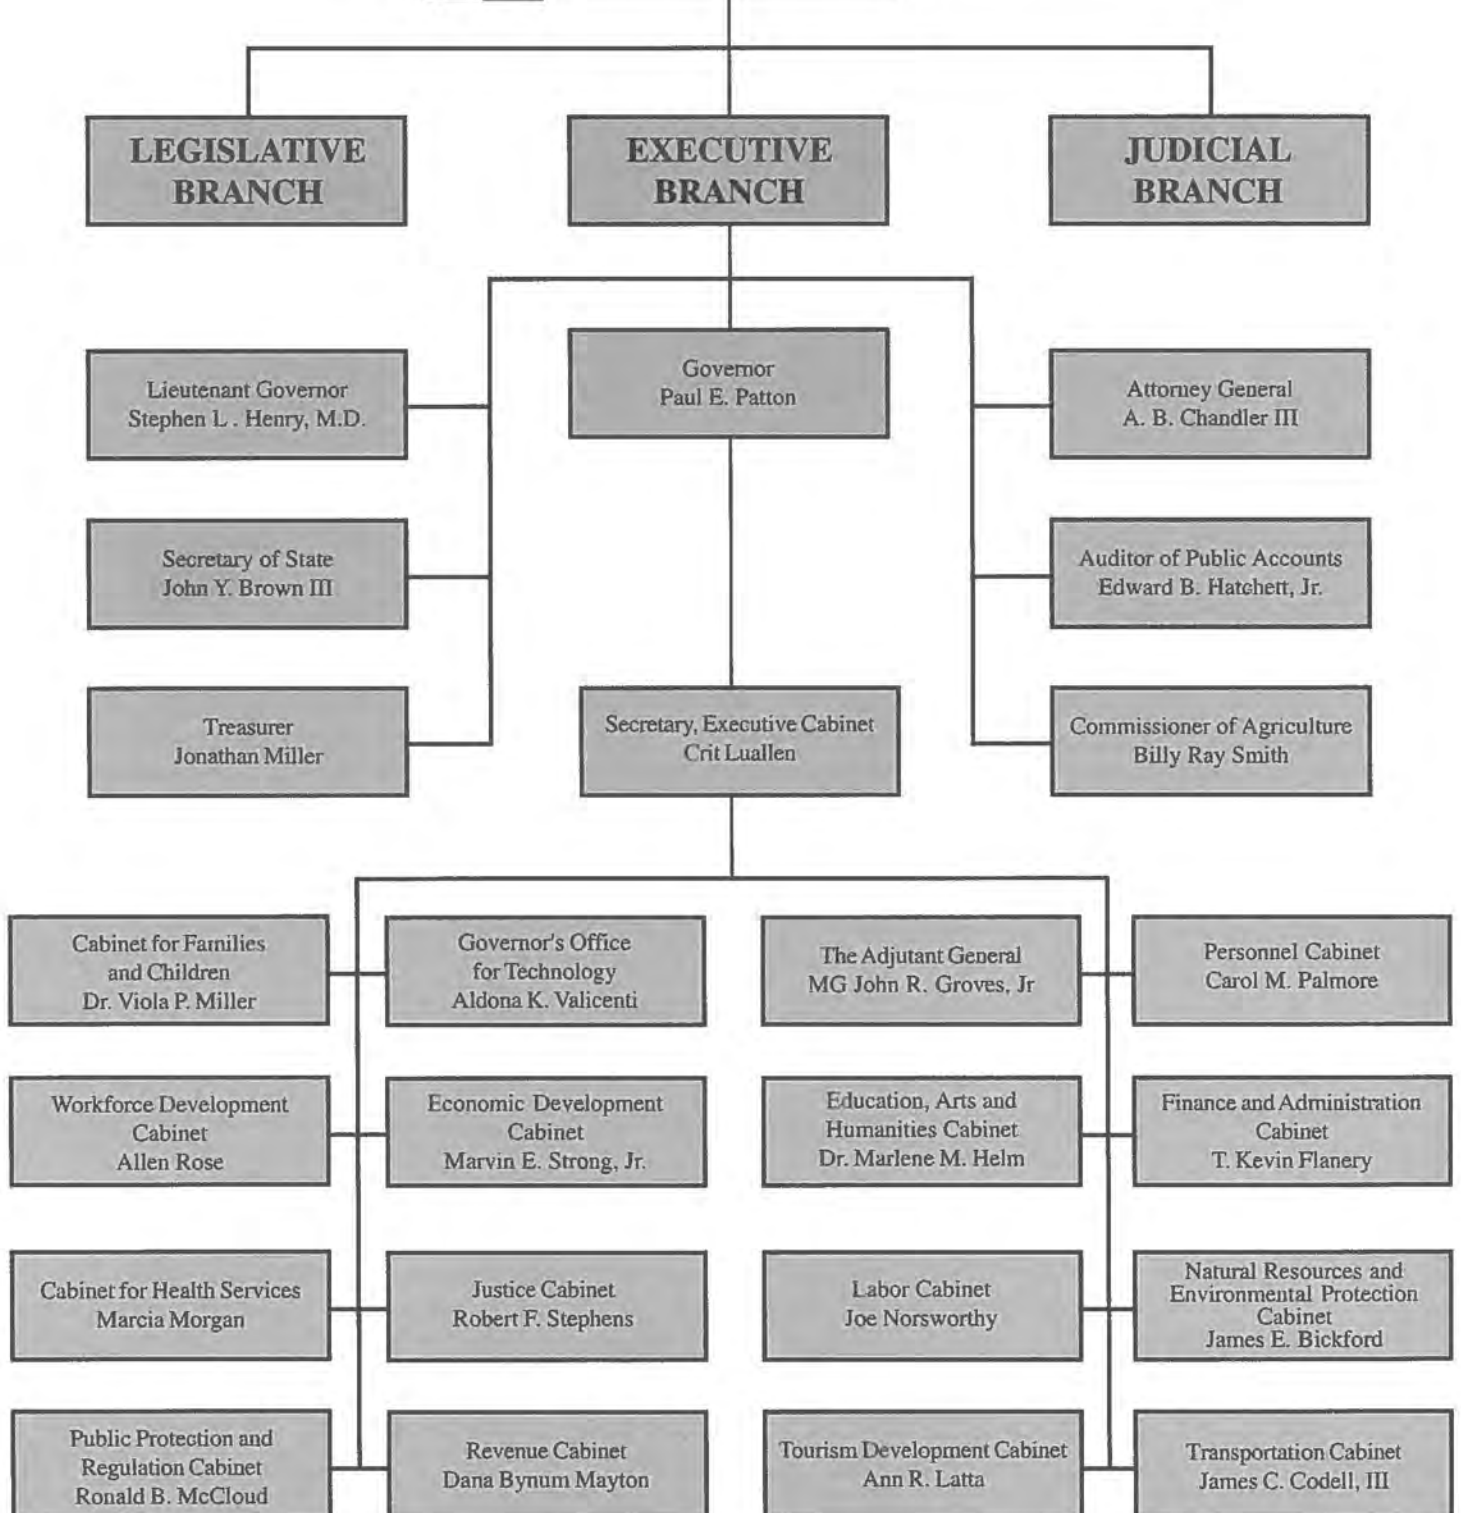 LEGISLATIVE
BRANCH
EXECUTIVE
BRANCH
JUDICIAL
BRANCH
Governor
Paul E. Patton
Lieutenant Governor
Stephen L . Henry, M.D.
Attorney General
A. B. Chandler III
Secretary of State
John Y. Brown III
Auditor of Public Accounts
Edward B. Hatchett, Jr.
Treasurer
Jonathan Miller
Secretary, Executive Cabinet
Crit Luallen
Commissioner of Agriculture
Billy Ray Smith
Cabinet for Families
and Children
Dr. Viola P. Miller
Governor's Office
for Technology
Aldona K. Valicenti
The Adjutant General
MG John R. Groves, Jr
Personnel Cabinet
Carol M. Palmore
Workforce Development
Cabinet
Allen Rose
Economic Development
Cabinet
Marvin E. Strong, Jr.
Education, Arts and
Humanities Cabinet
Dr. Marlene M. Helm
Finance and Administration
Cabinet
T. Kevin Flanery
Cabinet for Health Services
Marcia Morgan
Justice Cabinet
Robert F. Stephens
Labor Cabinet
Joe Norsworthy
Natural Resources and
Environmental Protection
Cabinet
James E. Bickford
Public Protection and
Regulation Cabinet
Ronald B. McCloud
Revenue Cabinet
Dana Bynum Mayton
Tourism Development Cabinet
Ann R. Latta
Transportation Cabinet
James C. Codell, III